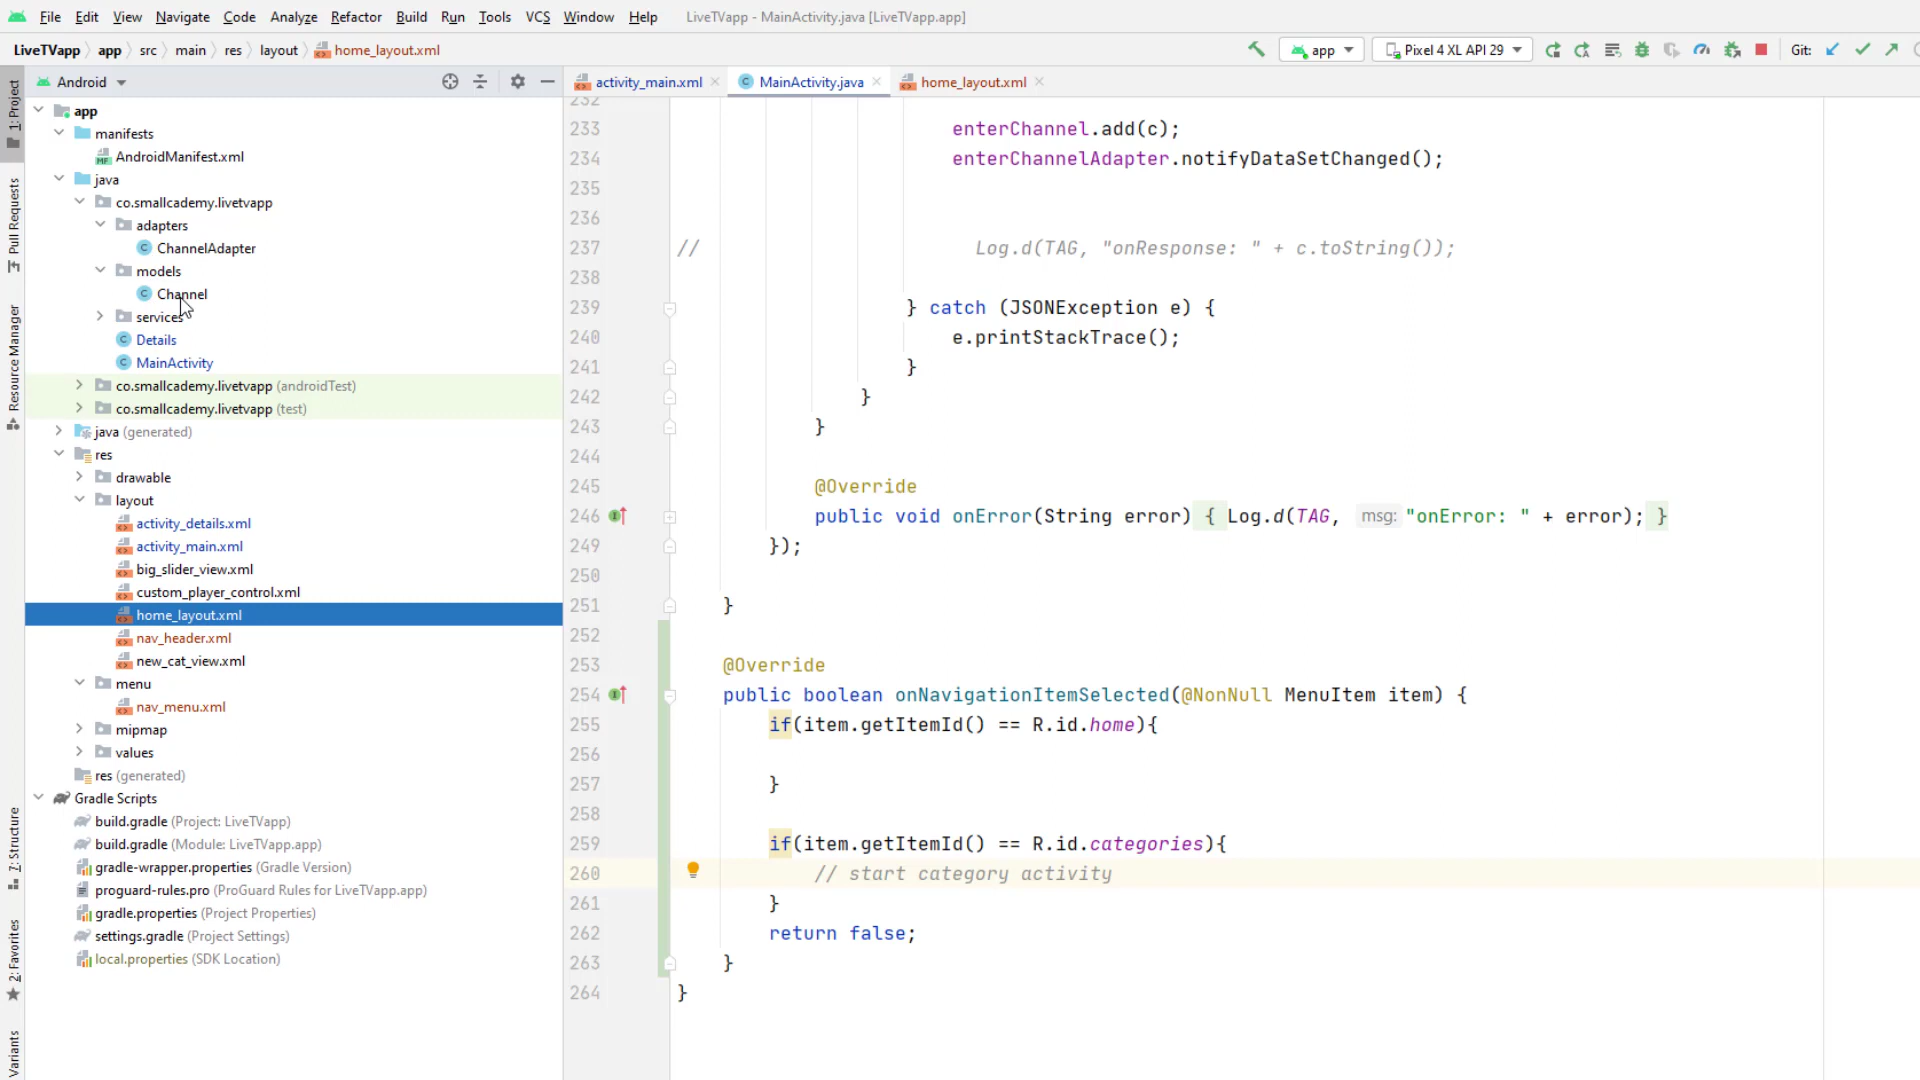 File Edit View Navigate Code Analyze Refactor Build Run Tools VCS Window Help LiveTVapp - MainActivity.java [LiveTVapp.app]
LiveTVapp app src main res layout home_layout.xml app Pixel 4 XL API 29 Git:
Android activity_main.xml MainActivity.java home_layout.xml
1: Project
Pull Requests
Resource Manager
7: Structure
2: Favorites
Variants
app
manifests
AndroidManifest.xml
java
co.smallcademy.livetvapp
adapters
ChannelAdapter
models
Channel
services
Details
MainActivity
co.smallcademy.livetvapp (androidTest)
co.smallcademy.livetvapp (test)
java (generated)
res
drawable
layout
activity_details.xml
activity_main.xml
big_slider_view.xml
custom_player_control.xml
home_layout.xml
nav_header.xml
new_cat_view.xml
menu
nav_menu.xml
mipmap
values
res (generated)
Gradle Scripts
build.gradle (Project: LiveTVapp)
build.gradle (Module: LiveTVapp.app)
gradle-wrapper.properties (Gradle Version)
proguard-rules.pro (ProGuard Rules for LiveTVapp.app)
gradle.properties (Project Properties)
settings.gradle (Project Settings)
local.properties (SDK Location)
232
233 enterChannel.add(c);
234 enterChannelAdapter.notifyDataSetChanged();
235
236
237 // Log.d(TAG, "onResponse: " + c.toString());
238
239 } catch (JSONException e) {
240 e.printStackTrace();
241 }
242 }
243 }
244
245 @Override
246 public void onError(String error) { Log.d(TAG, msg: "onError: " + error); }
249 });
250
251 }
252
253 @Override
254 public boolean onNavigationItemSelected(@NonNull MenuItem item) {
255 if(item.getItemId() == R.id.home){
256
257 }
258
259 if(item.getItemId() == R.id.categories){
260 // start category activity
261 }
262 return false;
263 }
264 }